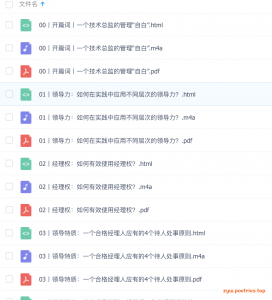 文件名
00丨开篇词丨一个技术总监的管理“自白”.html
00丨开篇词丨一个技术总监的管理“自白”.m4a
00丨开篇词丨一个技术总监的管理“自白”.pdf
01丨领导力：如何在实践中应用不同层次的领导力？.html
01丨领导力：如何在实践中应用不同层次的领导力？.m4a
01丨领导力：如何在实践中应用不同层次的领导力？.pdf
02丨经理权：如何有效使用经理权？.html
02丨经理权：如何有效使用经理权？.m4a
02丨经理权：如何有效使用经理权？.pdf
03丨领导特质：一个合格经理人应有的4个待人处事原则.html
03丨领导特质：一个合格经理人应有的4个待人处事原则.m4a
03丨领导特质：一个合格经理人应有的4个待人处事原则.pdf